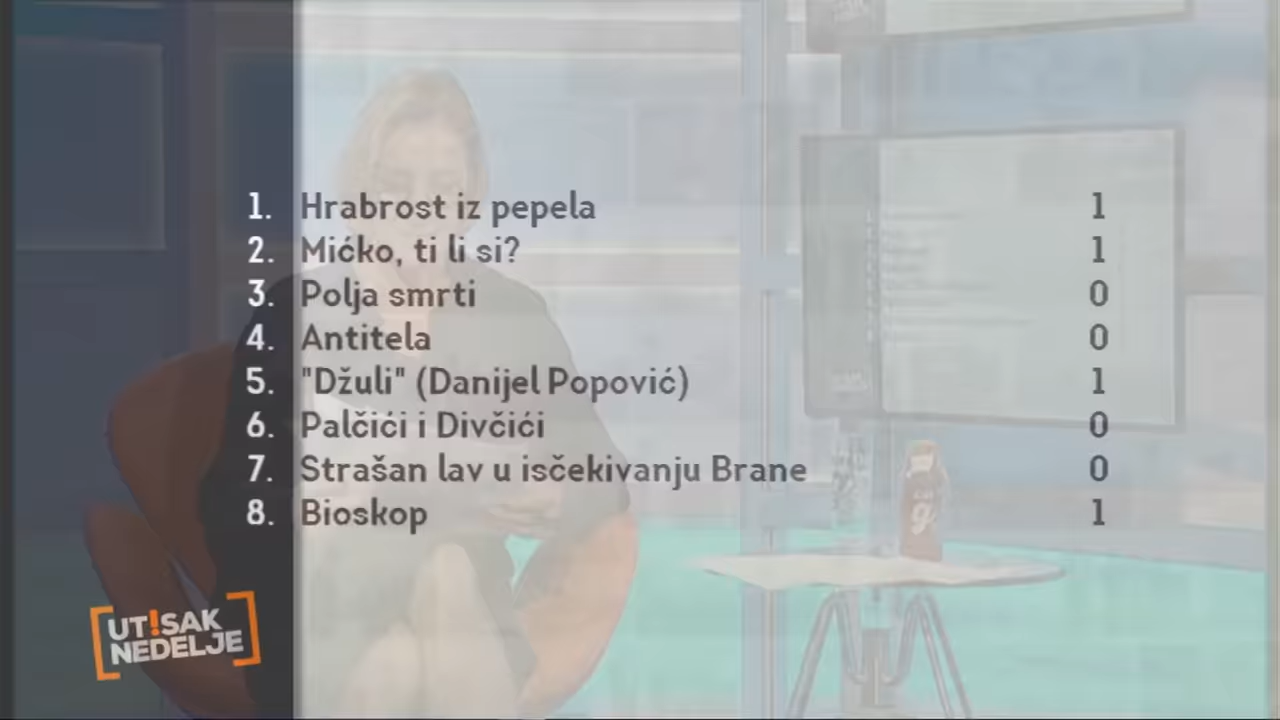 1. Hrabrost iz pepela 1
2. Mićko, ti li si? 1
3. Polja smrti 0
4. Antitela 0
5. "Džuli" (Danijel Popović) 1
6. Palčići i Divčići 0
7. Strašan lav u isčekivanju Brane 0
8. Bioskop 1
UT!SAK
NEDELJE